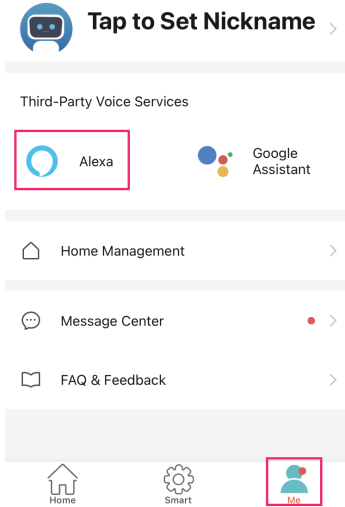 Tap to Set Nickname
Third-Party Voice Services
Alexa
Google
Assistant
Home Management
Message Center
FAQ & Feedback
Home
Smart
Me